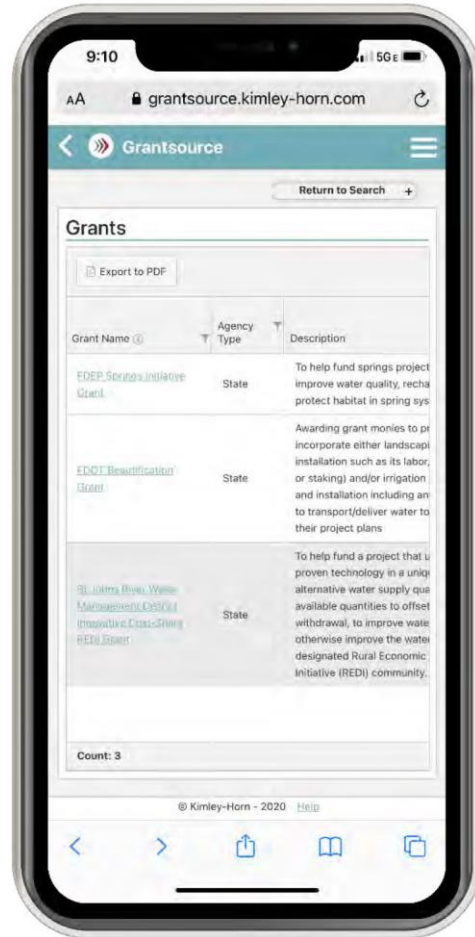 9:10
5GE
AA grantsource.kimley-horn.com
Grantsource
Return to Search +
Grants
Export to PDF
Grant Name
Agency Type
Description
FDEP Springs Initiative
Grant
State
To help fund springs project
improve water quality, recha
protect habitat in spring sys
FDOT Beautification
Grant
State
Awarding grant monies to pr
incorporate either landscapi
installation such as its labor,
or staking) and/or irrigation
and installation including an
to transport/deliver water to
their project plans
St. Johns River Water
Management District
Innovative Cost-Share
REDI Grant
State
To help fund a project that u
proven technology in a uniqu
alternative water supply qua
available quantities to offset
withdrawal, to improve wate
otherwise improve the water
designated Rural Economic
Initiative (REDI) community.
Count: 3
© Kimley-Horn - 2020 Help